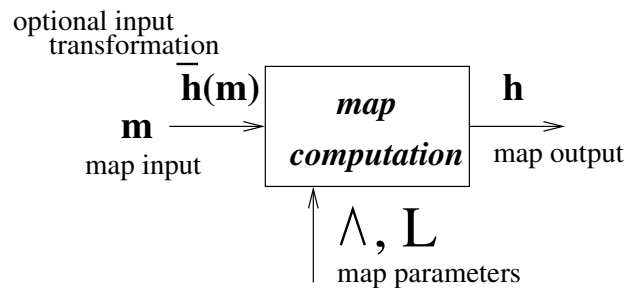 optional input
transformation
h̄(m)
map
computation
h
m
map input
map output
Λ, L
map parameters